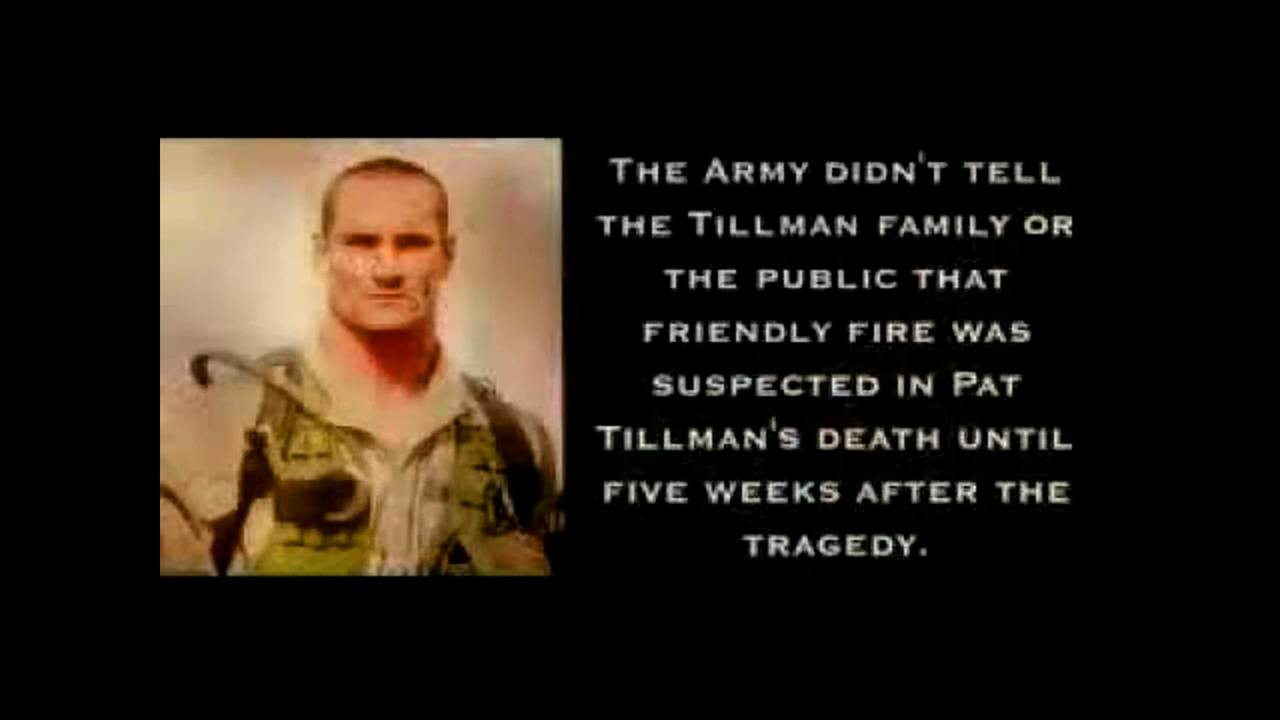 The Army didn't tell
the Tillman family or
the public that
friendly fire was
suspected in Pat
Tillman's death until
five weeks after the
tragedy.